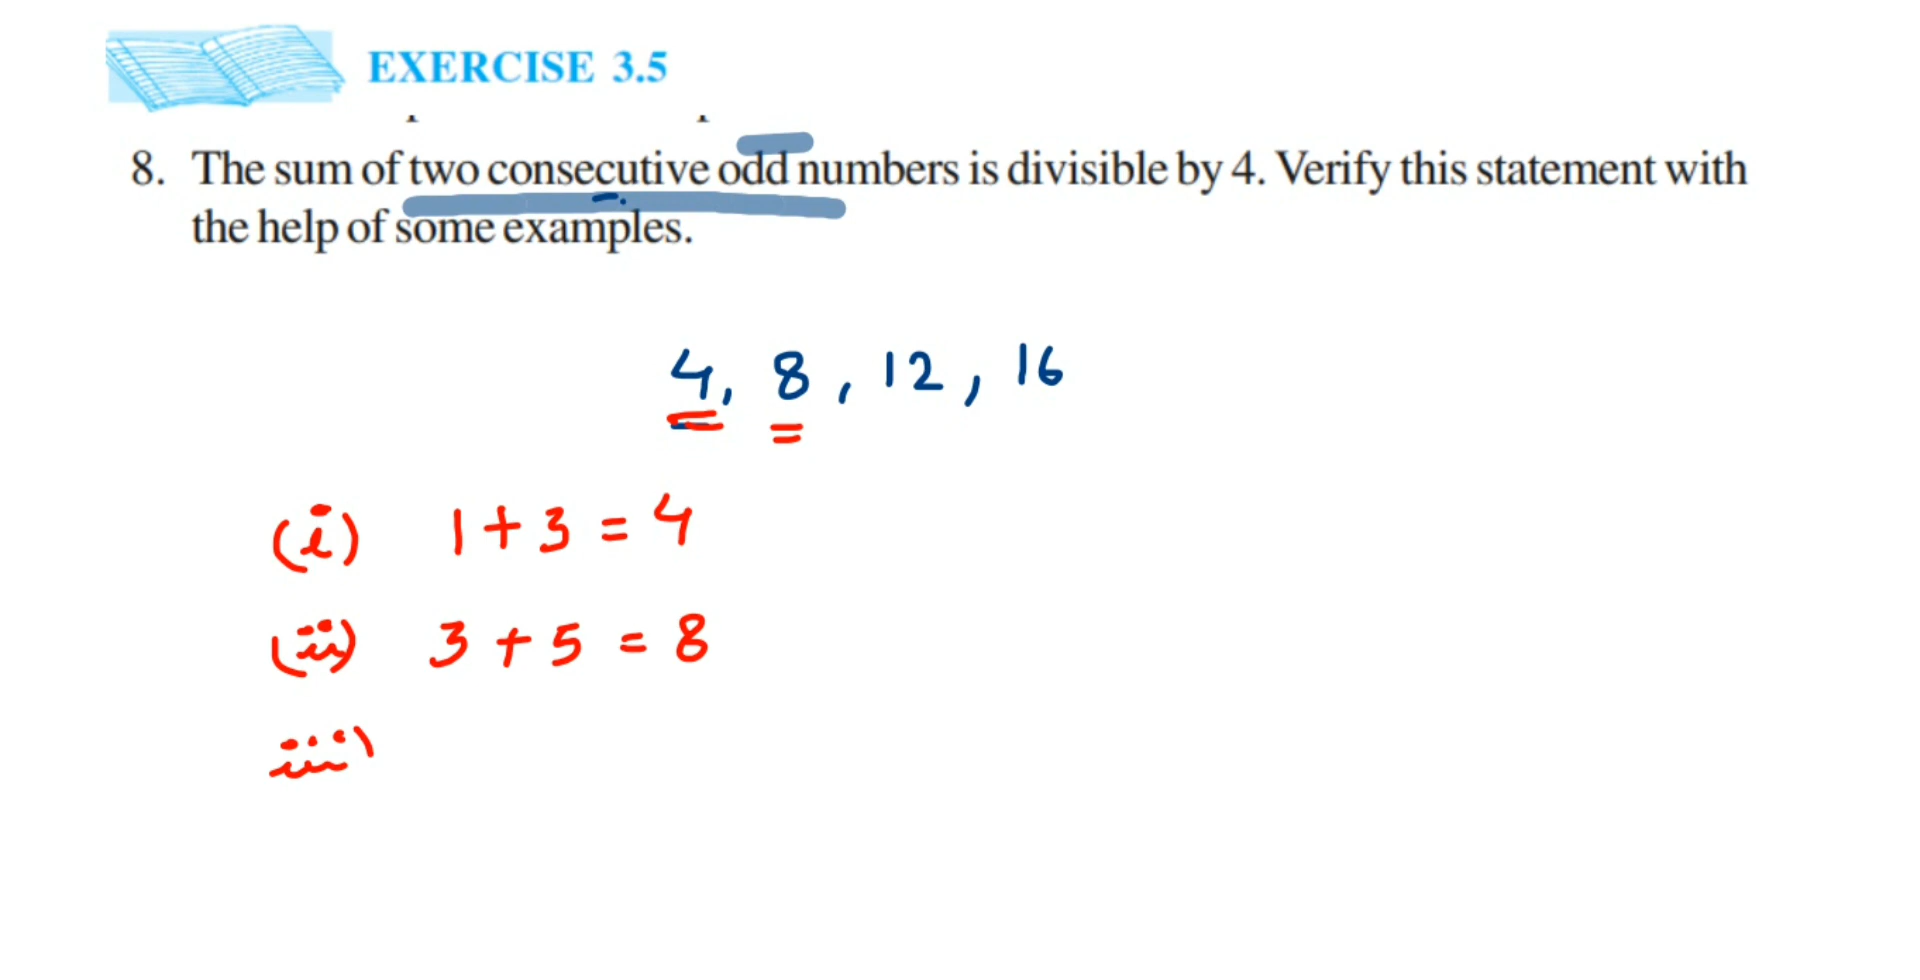 EXERCISE 3.5
8. The sum of two consecutive odd numbers is divisible by 4. Verify this statement with
the help of some examples.
4, 8, 12, 16
(i) 1 + 3 = 4
(ii) 3 + 5 = 8
iii)